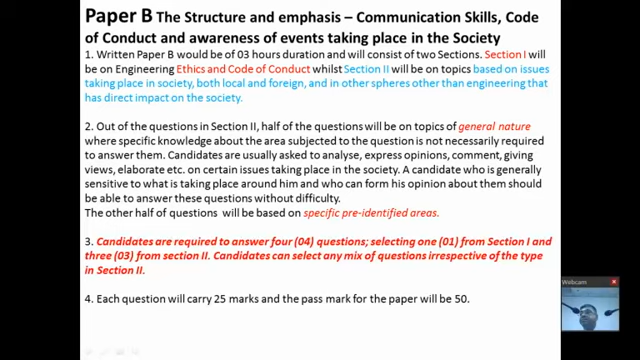 Paper B The Structure and emphasis – Communication Skills, Code
of Conduct and awareness of events taking place in the Society
1. Written Paper B would be of 03 hours duration and will consist of two Sections. Section I will
be on Engineering Ethics and Code of Conduct whilst Section II will be on topics based on issues
taking place in society, both local and foreign, and in other spheres other than engineering that
has direct impact on the society.
2. Out of the questions in Section II, half of the questions will be on topics of general nature
where specific knowledge about the area subjected to the question is not necessarily required
to answer them. Candidates are usually asked to analyse, express opinions, comment, giving
views, elaborate etc. on certain issues taking place in the society. A candidate who is generally
sensitive to what is taking place around him and who can form his opinion about them should
be able to answer these questions without difficulty.
The other half of questions will be based on specific pre-identified areas.
3. Candidates are required to answer four (04) questions; selecting one (01) from Section I and
three (03) from section II. Candidates can select any mix of questions irrespective of the type
in Section II.
4. Each question will carry 25 marks and the pass mark for the paper will be 50.
Webcam